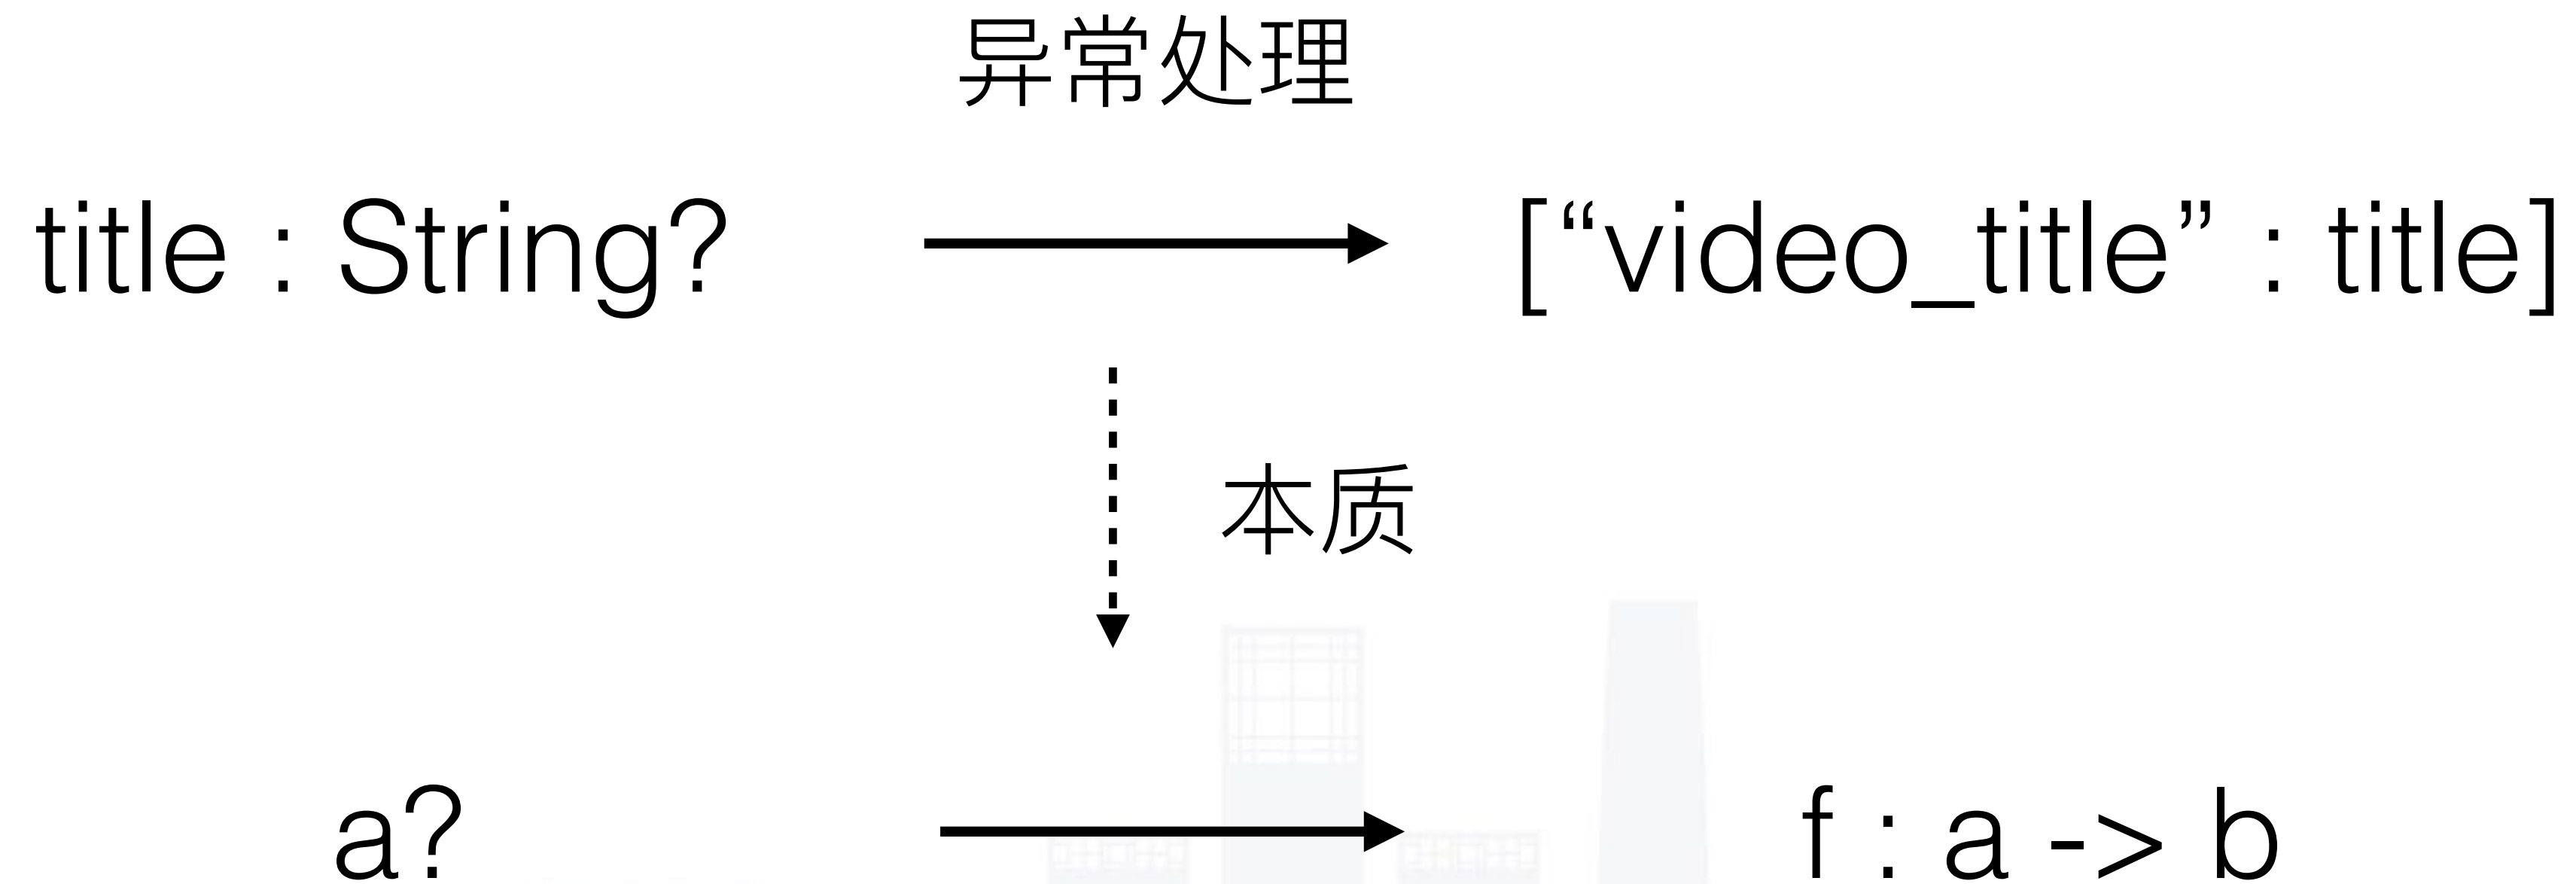 异常处理
title : String?
[“video_title” : title]
本质
a?
f : a -> b